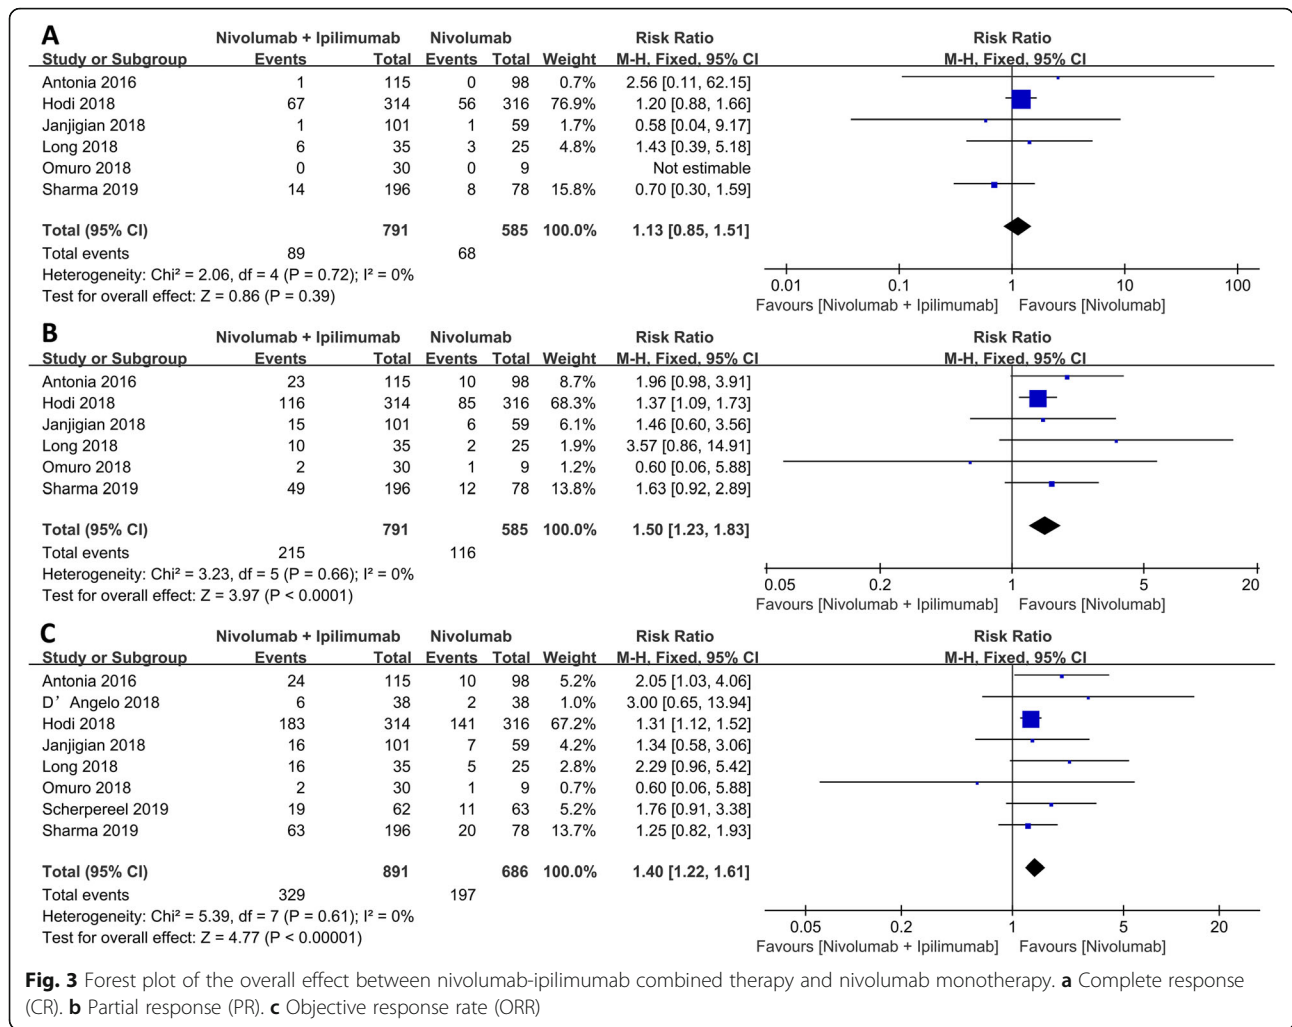 A
Nivolumab + Ipilimumab Nivolumab Risk Ratio Risk Ratio
Study or Subgroup Events Total Events Total Weight M-H, Fixed, 95% CI M-H, Fixed, 95% CI
Antonia 2016 1 115 0 98 0.7% 2.56 [0.11, 62.15]
Hodi 2018 67 314 56 316 76.9% 1.20 [0.88, 1.66]
Janjigian 2018 1 101 1 59 1.7% 0.58 [0.04, 9.17]
Long 2018 6 35 3 25 4.8% 1.43 [0.39, 5.18]
Omuro 2018 0 30 0 9 Not estimable
Sharma 2019 14 196 8 78 15.8% 0.70 [0.30, 1.59]
Total (95% CI) 791 585 100.0% 1.13 [0.85, 1.51]
Total events 89 68
Heterogeneity: Chi² = 2.06, df = 4 (P = 0.72); I² = 0%
Test for overall effect: Z = 0.86 (P = 0.39)
0.01 0.1 1 10 100
Favours [Nivolumab + Ipilimumab] Favours [Nivolumab]
B
Nivolumab + Ipilimumab Nivolumab Risk Ratio Risk Ratio
Study or Subgroup Events Total Events Total Weight M-H, Fixed, 95% CI M-H, Fixed, 95% CI
Antonia 2016 23 115 10 98 8.7% 1.96 [0.98, 3.91]
Hodi 2018 116 314 85 316 68.3% 1.37 [1.09, 1.73]
Janjigian 2018 15 101 6 59 6.1% 1.46 [0.60, 3.56]
Long 2018 10 35 2 25 1.9% 3.57 [0.86, 14.91]
Omuro 2018 2 30 1 9 1.2% 0.60 [0.06, 5.88]
Sharma 2019 49 196 12 78 13.8% 1.63 [0.92, 2.89]
Total (95% CI) 791 585 100.0% 1.50 [1.23, 1.83]
Total events 215 116
Heterogeneity: Chi² = 3.23, df = 5 (P = 0.66); I² = 0%
Test for overall effect: Z = 3.97 (P < 0.0001)
0.05 0.2 1 5 20
Favours [Nivolumab + Ipilimumab] Favours [Nivolumab]
C
Nivolumab + Ipilimumab Nivolumab Risk Ratio Risk Ratio
Study or Subgroup Events Total Events Total Weight M-H, Fixed, 95% CI M-H, Fixed, 95% CI
Antonia 2016 24 115 10 98 5.2% 2.05 [1.03, 4.06]
D’ Angelo 2018 6 38 2 38 1.0% 3.00 [0.65, 13.94]
Hodi 2018 183 314 141 316 67.2% 1.31 [1.12, 1.52]
Janjigian 2018 16 101 7 59 4.2% 1.34 [0.58, 3.06]
Long 2018 16 35 5 25 2.8% 2.29 [0.96, 5.42]
Omuro 2018 2 30 1 9 0.7% 0.60 [0.06, 5.88]
Scherpereel 2019 19 62 11 63 5.2% 1.76 [0.91, 3.38]
Sharma 2019 63 196 20 78 13.7% 1.25 [0.82, 1.93]
Total (95% CI) 891 686 100.0% 1.40 [1.22, 1.61]
Total events 329 197
Heterogeneity: Chi² = 5.39, df = 7 (P = 0.61); I² = 0%
Test for overall effect: Z = 4.77 (P < 0.00001)
0.05 0.2 1 5 20
Favours [Nivolumab + Ipilimumab] Favours [Nivolumab]
Fig. 3 Forest plot of the overall effect between nivolumab-ipilimumab combined therapy and nivolumab monotherapy. a Complete response
(CR). b Partial response (PR). c Objective response rate (ORR)